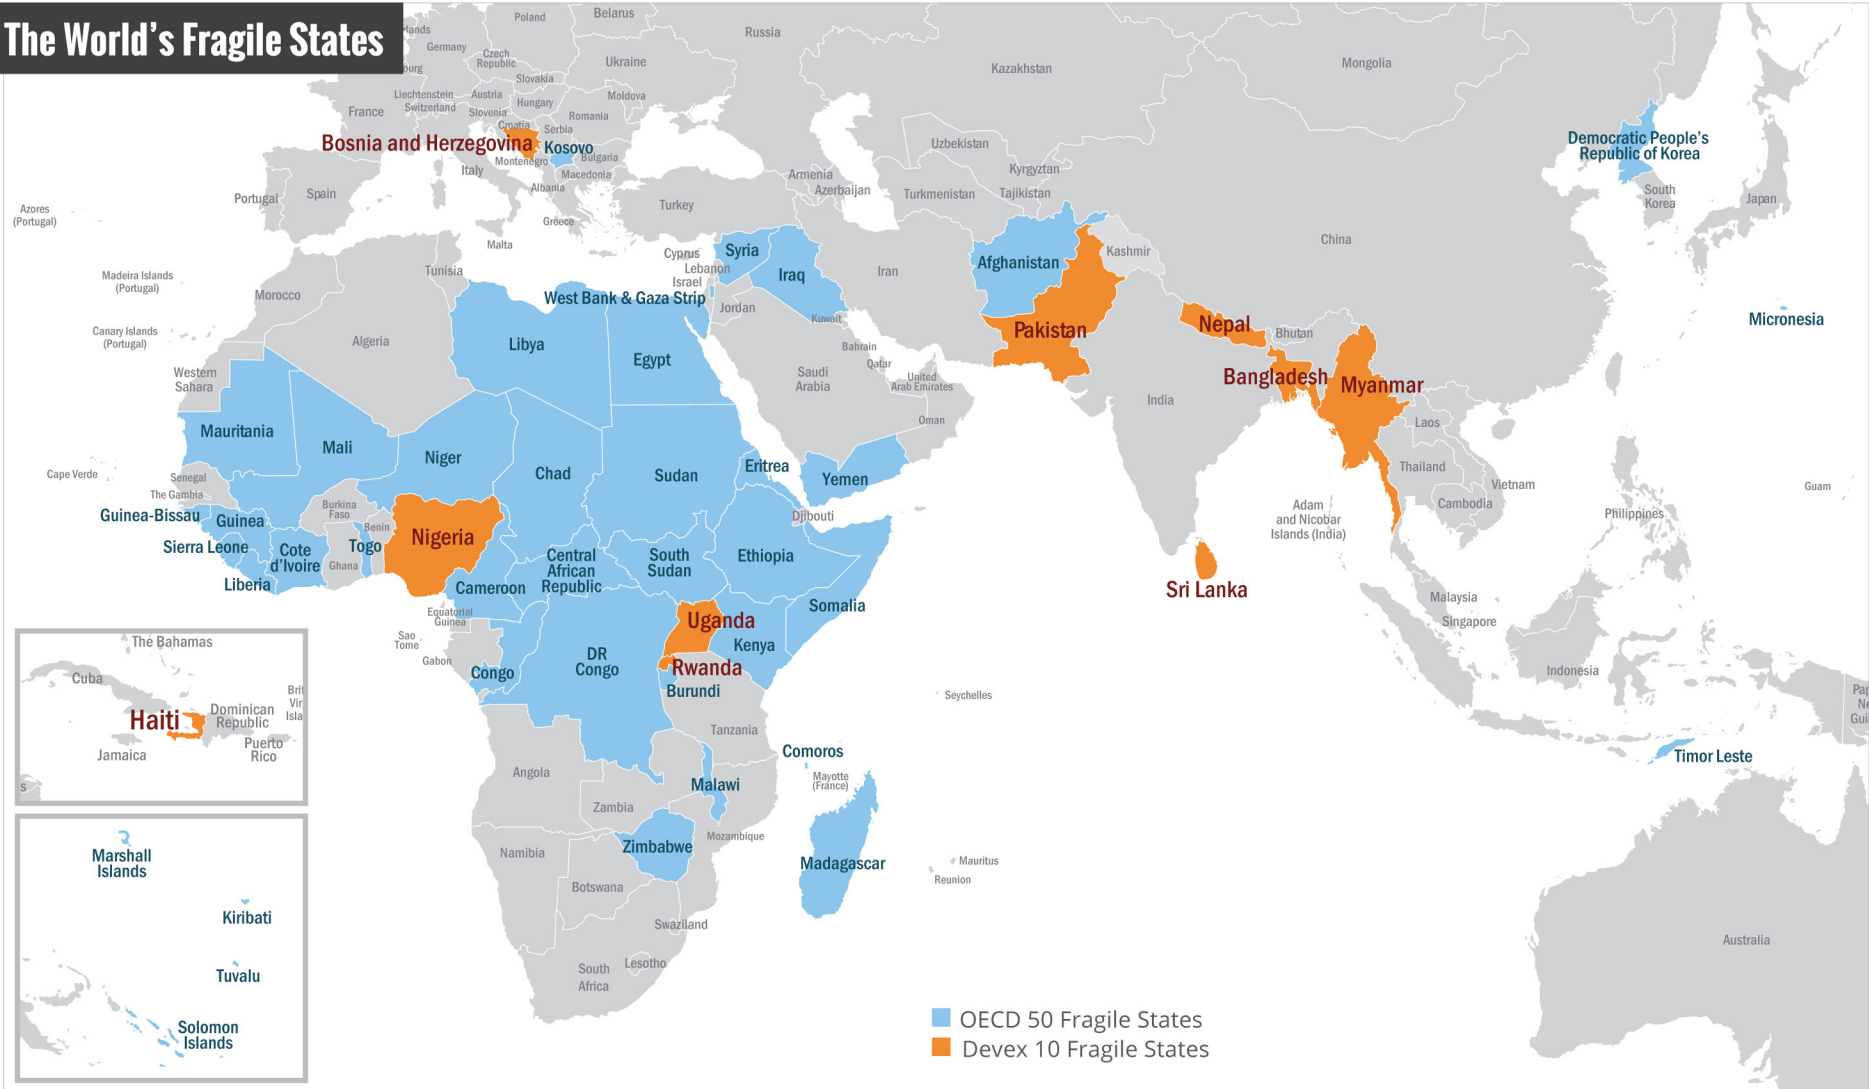 The World's Fragile States
Poland
Belarus
Russia
lands
Germany
Czech
Republic
Ukraine
Kazakhstan
Mongolia
ourg
Slovakia
Liechtenstein
Austria
Moldova
Switzerland
Hungary
France
Slovenia
Romania
Croatia
Serbia
Bosnia and Herzegovina
Kosovo
Montenegro
Bulgaria
Italy
Macedonia
Albania
Portugal
Spain
Greece
Turkey
Armenia
Azerbaijan
Uzbekistan
Kyrgyztan
Turkmenistan
Tajikistan
Democratic People's
Republic of Korea
South
Korea
Japan
Azores
(Portugal)
Malta
Cyprus
Lebanon
Israel
Syria
Iraq
Iran
Afghanistan
Kashmir
China
Madeira Islands
(Portugal)
Tunisia
Morocco
West Bank & Gaza Strip
Jordan
Kuwait
Pakistan
Nepal
Bhutan
Micronesia
Canary Islands
(Portugal)
Algeria
Libya
Egypt
Bahrain
Qatar
Saudi
Arabia
United
Arab Emirates
Oman
Western
Sahara
India
Bangladesh
Myanmar
Laos
Mauritania
Mali
Niger
Chad
Sudan
Eritrea
Yemen
Thailand
Vietnam
Cambodia
Cape Verde
Senegal
The Gambia
Burkina
Faso
Guinea-Bissau
Guinea
Benin
Nigeria
Djibouti
Adam
and Nicobar
Islands (India)
Philippines
Guam
Sierra Leone
Cote
d'Ivoire
Togo
Ghana
Liberia
Cameroon
Central
African
Republic
South
Sudan
Ethiopia
Somalia
Sri Lanka
Malaysia
Singapore
Equatorial
Guinea
Sao
Tome
Gabon
Congo
DR
Congo
Uganda
Kenya
Rwanda
Burundi
Seychelles
Indonesia
Pap
Ne
Gui
Tanzania
Comoros
Mayotte
(France)
Timor Leste
Angola
Malawi
Zambia
Mozambique
Zimbabwe
Namibia
Madagascar
Mauritus
Reunion
Botswana
Swaziland
Lesotho
South
Africa
Australia
The Bahamas
Cuba
Brit
Vir
Isla
Haiti
Dominican
Republic
Jamaica
Puerto
Rico
s
Marshall
Islands
Kiribati
Tuvalu
Solomon
Islands
OECD 50 Fragile States
Devex 10 Fragile States